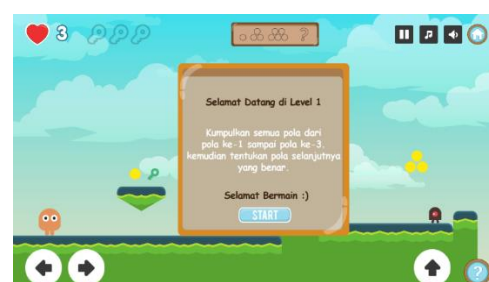 3
?
Selamat Datang di Level 1
Kumpulkan semua pola dari
pola ke-1 sampai pola ke-3.
kemudian tentukan pola selanjutnya
yang benar.
Selamat Bermain :)
START
?